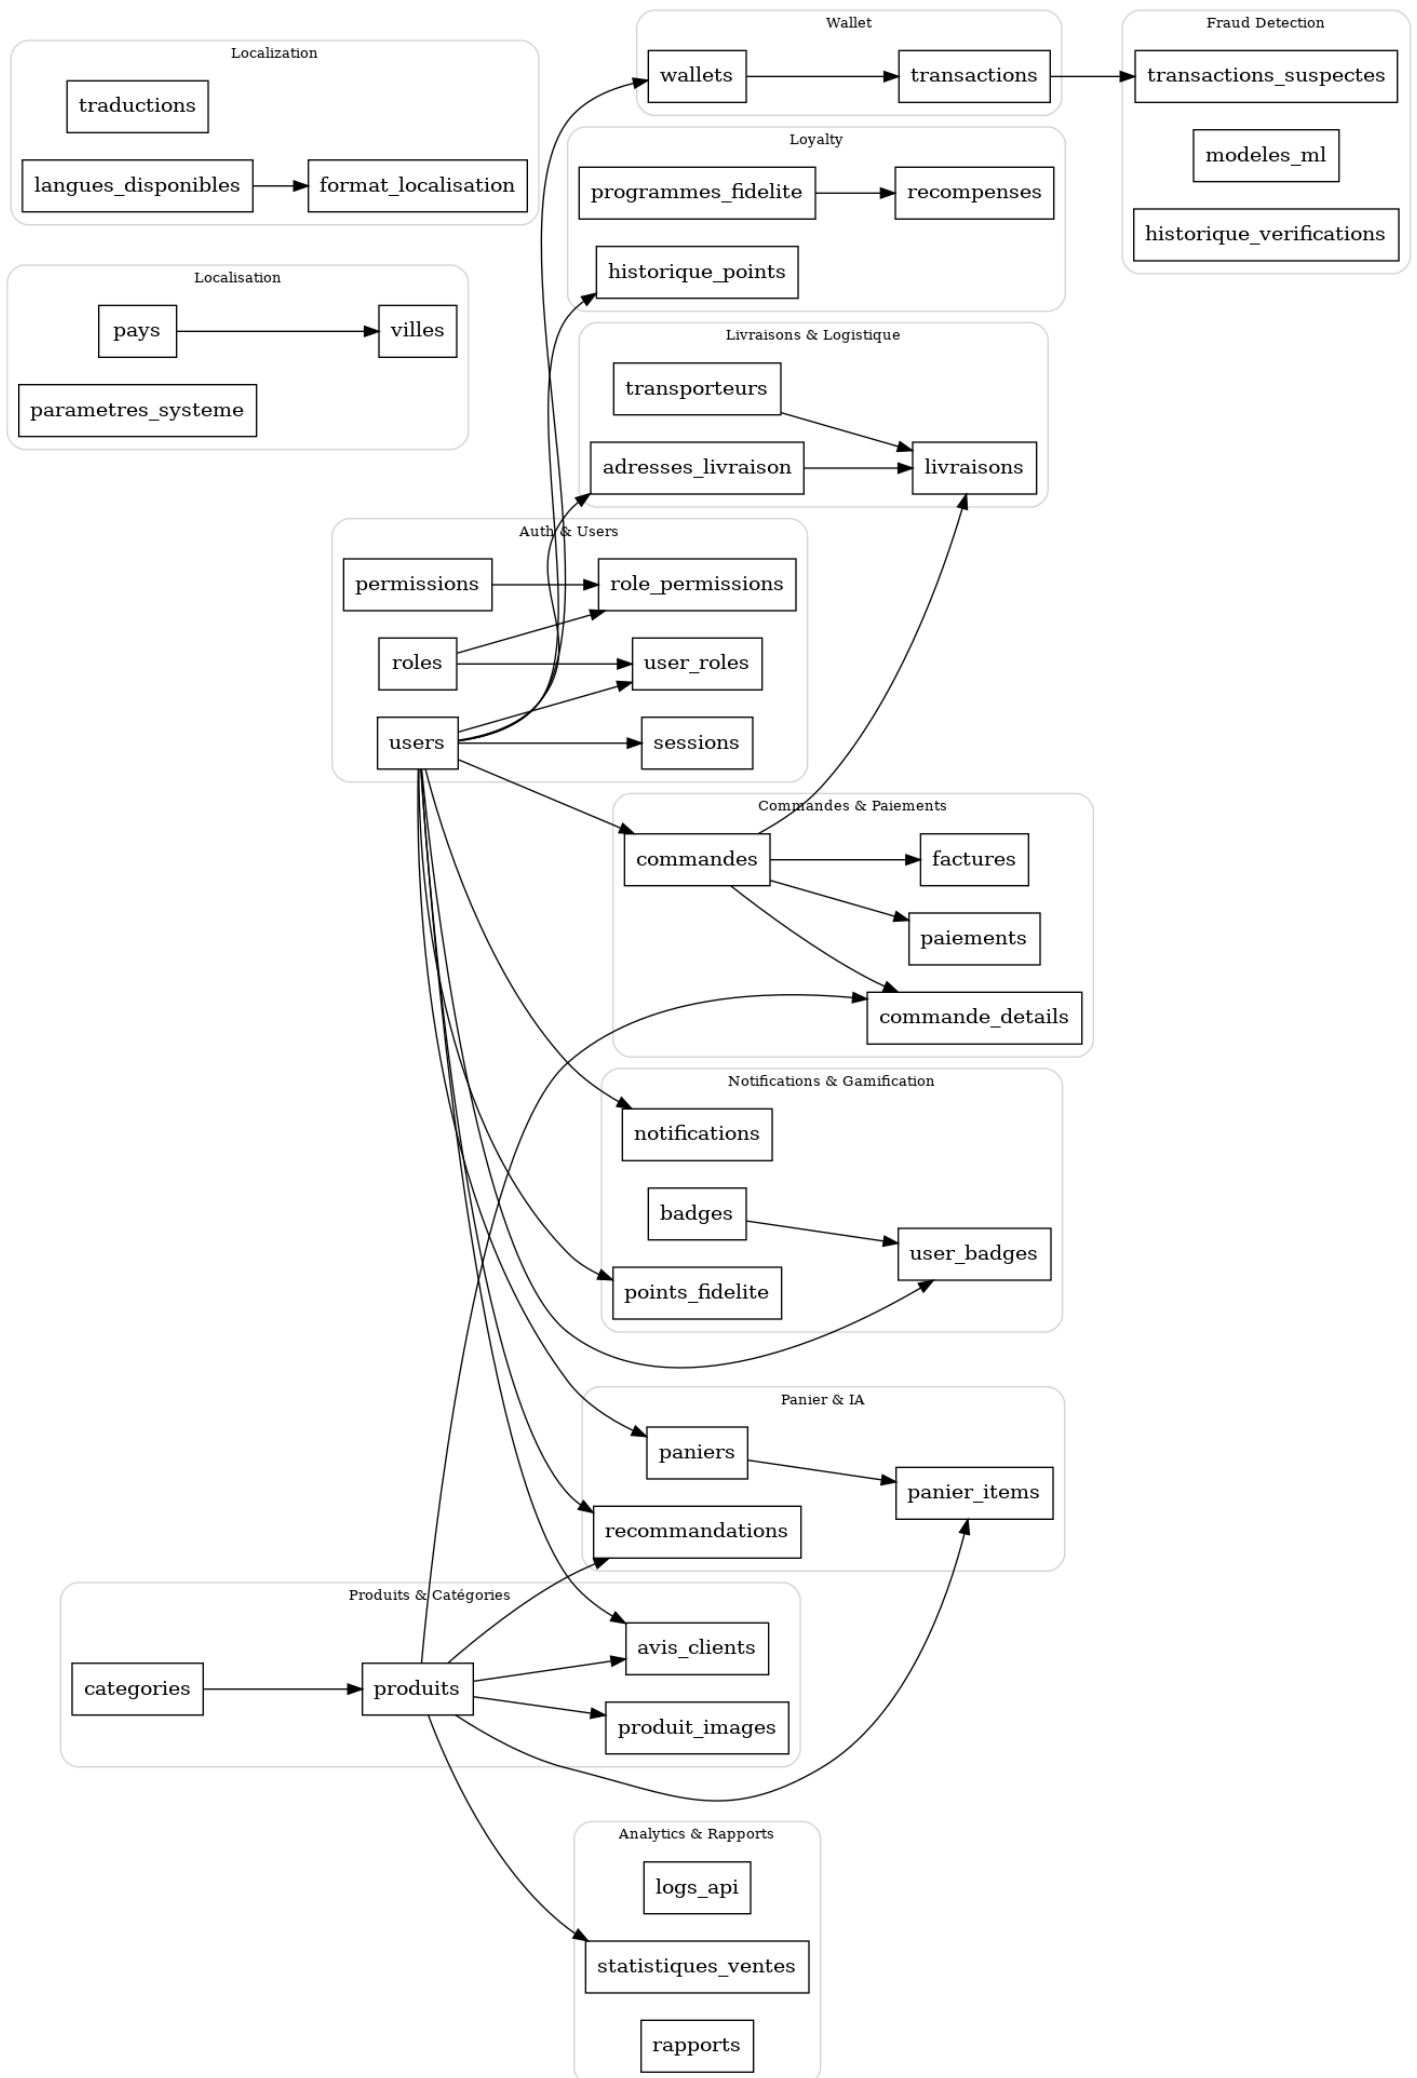 Localization
traductions
langues_disponibles
format_localisation
Localisation
pays
villes
parametres_systeme
Wallet
wallets
transactions
Fraud Detection
transactions_suspectes
modeles_ml
historique_verifications
Loyalty
programmes_fidelite
recompenses
historique_points
Livraisons & Logistique
transporteurs
adresses_livraison
livraisons
Auth & Users
permissions
role_permissions
roles
user_roles
users
sessions
Commandes & Paiements
commandes
factures
paiements
commande_details
Notifications & Gamification
notifications
badges
user_badges
points_fidelite
Panier & IA
paniers
panier_items
recommandations
Produits & Catégories
categories
produits
avis_clients
produit_images
Analytics & Rapports
logs_api
statistiques_ventes
rapports